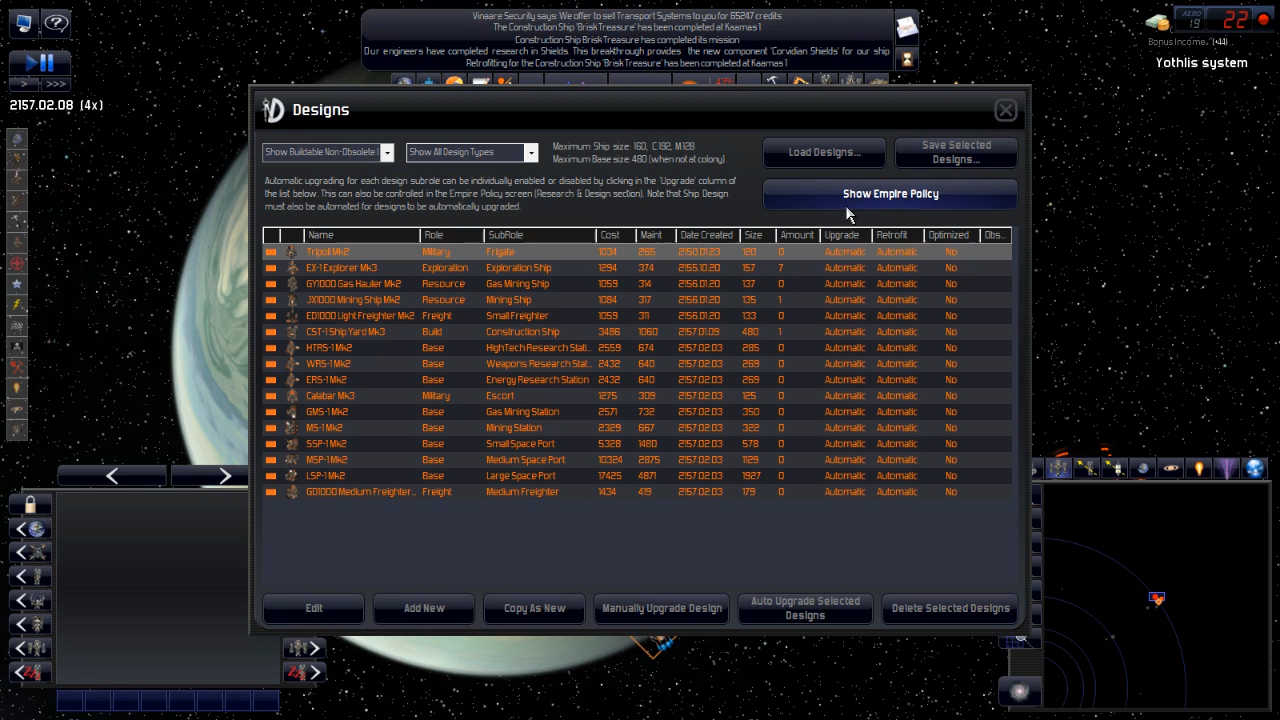 Vinaare Security says: We offer to sell Transport Systems to you for 65247 credits
The Construction Ship 'Brisk Treasure' has been completed at Kaamas 1
Construction Ship Brisk Treasure has completed its mission
Our engineers have completed research in Shields. This breakthrough provides the new component 'Corvidian Shields' for our ship
Retrofitting for the Construction Ship 'Brisk Treasure' has been completed at Kaamas 1
AERO
19
22
Bonus Income: (+44)
Yothlis system
> >>>
2157.02.08 (4x)
Designs
Show Buildable Non-Obsolete
Show All Design Types
Maximum Ship size: 160, C:192, M:128
Maximum Base size: 480 (when not at colony)
Load Designs...
Save Selected Designs...
Automatic upgrading for each design subrole can be individually enabled or disabled by clicking in the 'Upgrade' column of
the list below. This can also controlled in the Empire Policy screen (Research & Design section). Note that Ship Design
must also be automated for designs to be automatically upgraded.
Show Empire Policy
Name Role SubRole Cost Maint Date Created Size Amount Upgrade Retrofit Optimized Obs...
Tripoli Mk2 Military Frigate 1034 265 2150.01.23 120 0 Automatic Automatic No
EX-1 Explorer Mk3 Exploration Exploration Ship 1294 374 2155.10.20 157 7 Automatic Automatic No
GY1000 Gas Hauler Mk2 Resource Gas Mining Ship 1059 314 2156.01.20 137 0 Automatic Automatic No
JX1000 Mining Ship Mk2 Resource Mining Ship 1084 317 2156.01.20 135 1 Automatic Automatic No
ED1000 Light Freighter Mk2 Freight Small Freighter 1059 311 2156.01.20 133 0 Automatic Automatic No
CST-1 Ship Yard Mk3 Build Construction Ship 3486 1060 2157.01.09 480 1 Automatic Automatic No
HTRS-1 Mk2 Base HighTech Research Stati... 2559 674 2157.02.03 285 0 Automatic Automatic No
WRS-1 Mk2 Base Weapons Research Stat... 2432 640 2157.02.03 269 0 Automatic Automatic No
ERS-1 Mk2 Base Energy Research Station 2432 640 2157.02.03 269 0 Automatic Automatic No
Calabar Mk3 Military Escort 1275 309 2157.02.03 125 0 Automatic Automatic No
GMS-1 Mk2 Base Gas Mining Station 2571 732 2157.02.03 350 0 Automatic Automatic No
MS-1 Mk2 Base Mining Station 2329 667 2157.02.03 322 0 Automatic Automatic No
SSP-1 Mk2 Base Small Space Port 5328 1480 2157.02.03 578 0 Automatic Automatic No
MSP-1 Mk2 Base Medium Space Port 10324 2875 2157.02.03 1129 0 Automatic Automatic No
LSP-1 Mk2 Base Large Space Port 17425 4871 2157.02.03 1927 0 Automatic Automatic No
GD1000 Medium Freighter... Freight Medium Freighter 1434 419 2157.02.03 179 0 Automatic Automatic No
Edit
Add New
Copy As New
Manually Upgrade Design
Auto Upgrade Selected Designs
Delete Selected Designs